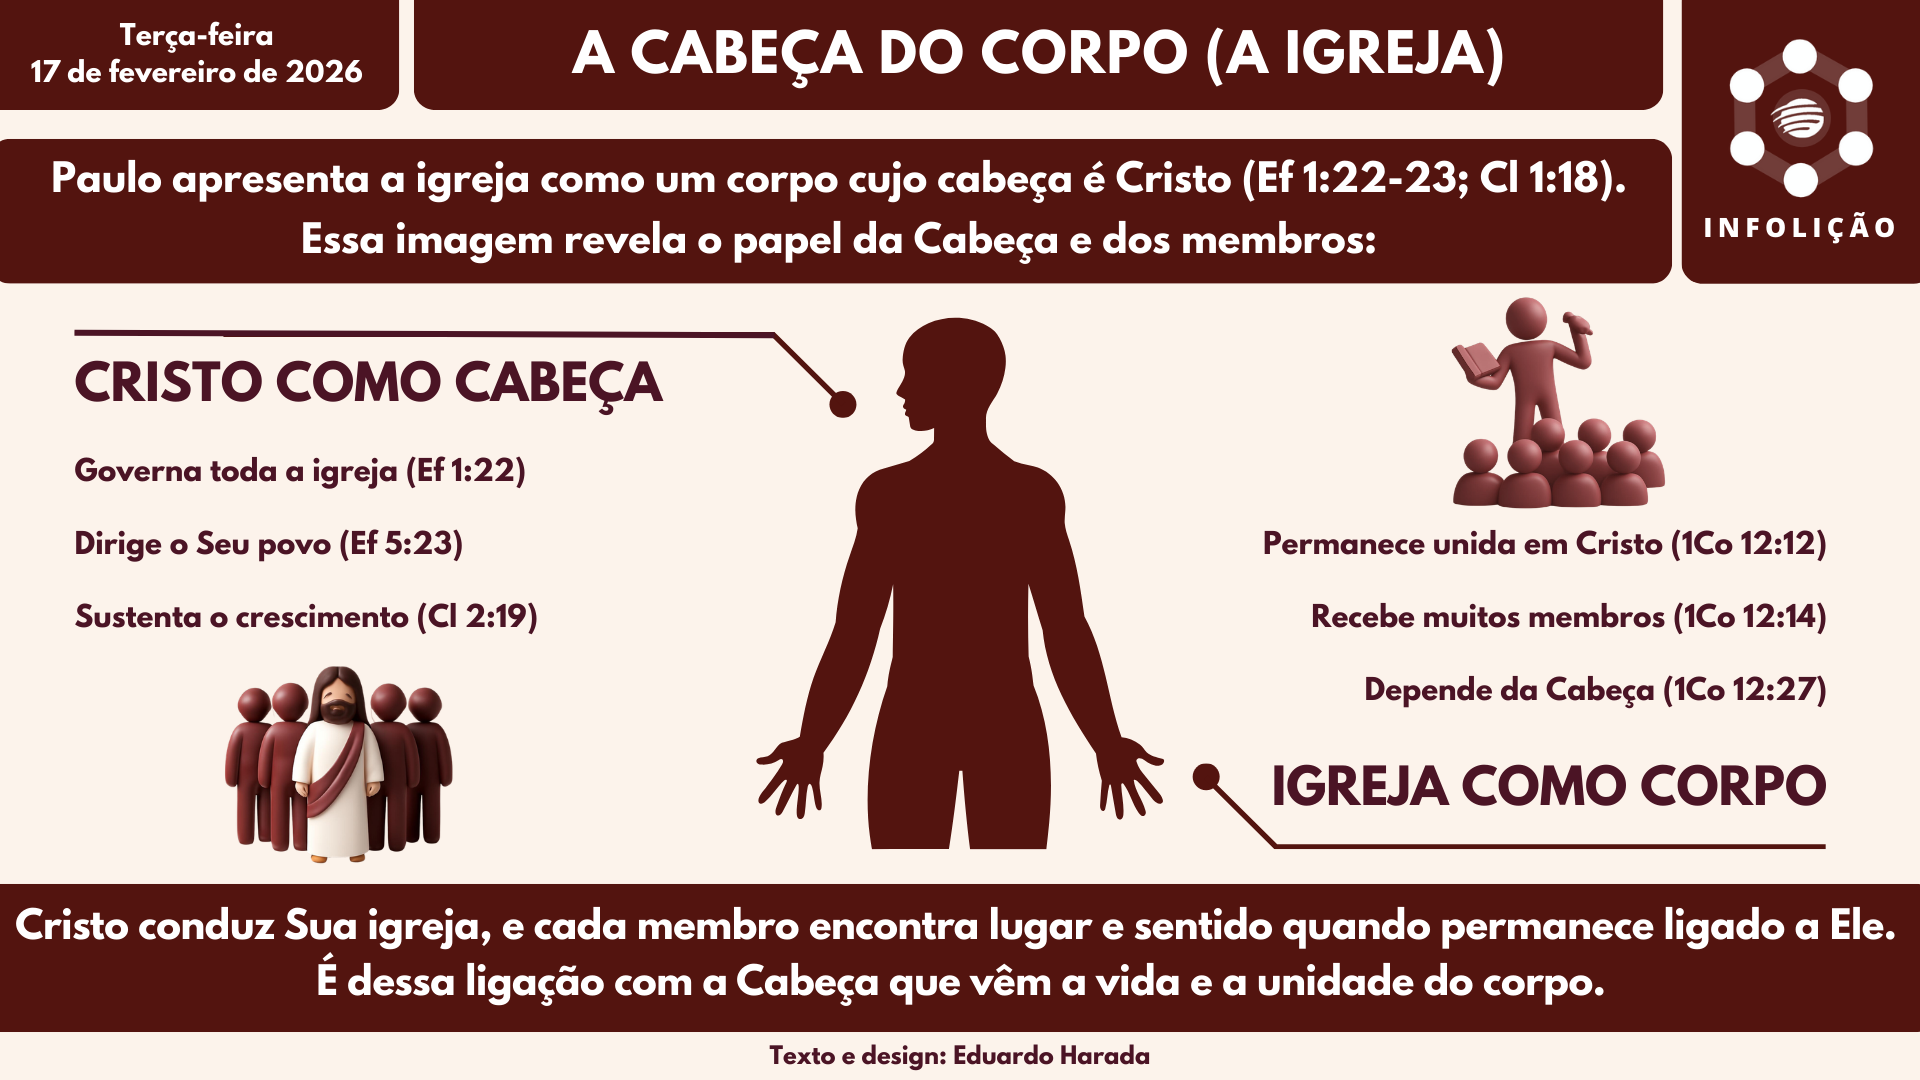 Terça-feira
17 de fevereiro de 2026
A CABEÇA DO CORPO (A IGREJA)
INFOLIÇÃO
Paulo apresenta a igreja como um corpo cujo cabeça é Cristo (Ef 1:22-23; Cl 1:18).
Essa imagem revela o papel da Cabeça e dos membros:
CRISTO COMO CABEÇA
Governa toda a igreja (Ef 1:22)
Dirige o Seu povo (Ef 5:23)
Sustenta o crescimento (Cl 2:19)
Permanece unida em Cristo (1Co 12:12)
Recebe muitos membros (1Co 12:14)
Depende da Cabeça (1Co 12:27)
IGREJA COMO CORPO
Cristo conduz Sua igreja, e cada membro encontra lugar e sentido quando permanece ligado a Ele.
É dessa ligação com a Cabeça que vêm a vida e a unidade do corpo.
Texto e design: Eduardo Harada